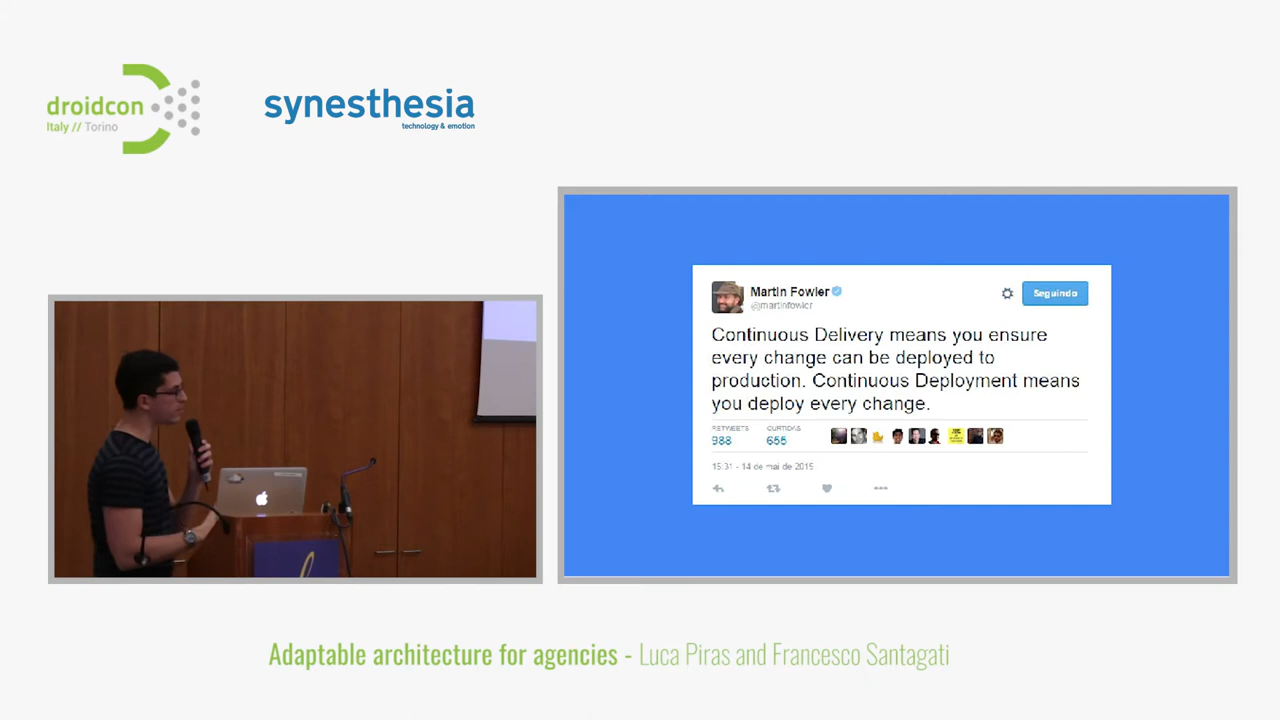 droidcon
Italy // Torino
synesthesia
technology & emotion
Martin Fowler
@martinfowler
Seguindo
Continuous Delivery means you ensure
every change can be deployed to
production. Continuous Deployment means
you deploy every change.
RETWEETS
CURTIDAS
988
656
15:31 - 14 de mai de 2015
Adaptable architecture for agencies - Luca Piras and Francesco Santagati